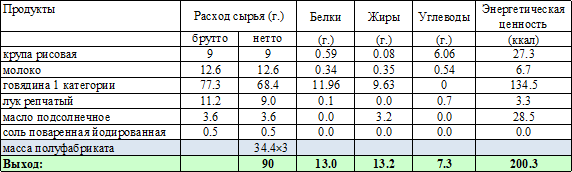 Продукты Расход сырья (г.) Белки Жиры Углеводы Энергетическая ценность
брутто нетто (г.) (г.) (г.) (ккал)
крупа рисовая 9 9 0.59 0.08 6.06 27.3
молоко 12.6 12.6 0.34 0.35 0.54 6.7
говядина 1 категории 77.3 68.4 11.96 9.63 0 134.5
лук репчатый 11.2 9.0 0.1 0.0 0.7 3.3
масло подсолнечное 3.6 3.6 0.0 3.2 0.0 28.5
соль поваренная йодированная 0.5 0.5 0.0 0.0 0.0 0.0
масса полуфабриката 34.4×3
Выход: 90 13.0 13.2 7.3 200.3